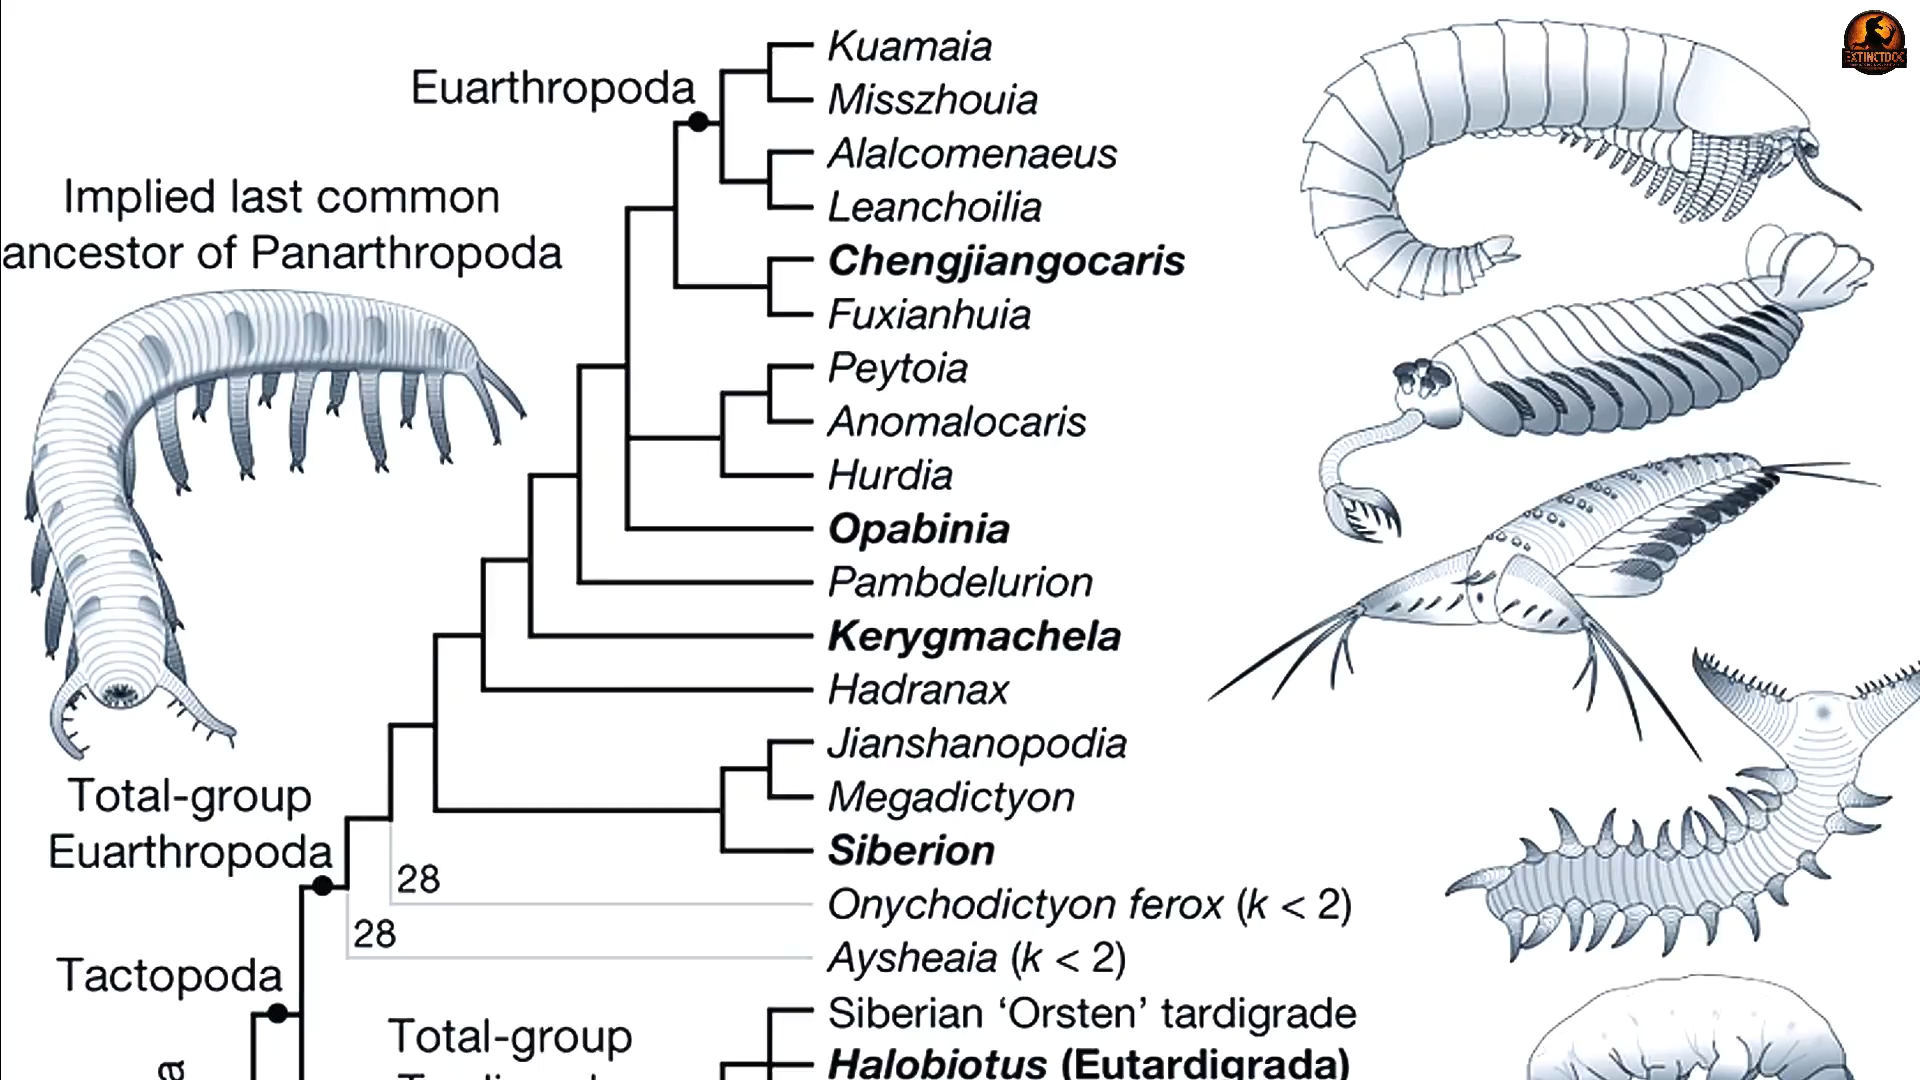 Kuamaia
Euarthropoda
Misszhouia
Alalcomenaeus
Implied last common
ancestor of Panarthropoda
Leanchoilia
Chengjiangocaris
Fuxianhuia
Peytoia
Anomalocaris
Hurdia
Opabinia
Pambdelurion
Kerygmachela
Hadranax
Jianshanopodia
Megadictyon
Total-group
Euarthropoda
Siberion
28
Onychodictyon ferox (k < 2)
28
Aysheaia (k < 2)
Tactopoda
Siberian ‘Orsten’ tardigrade
Total-group
Halobiotus (Eutardigrada)
EXTINCTDOC